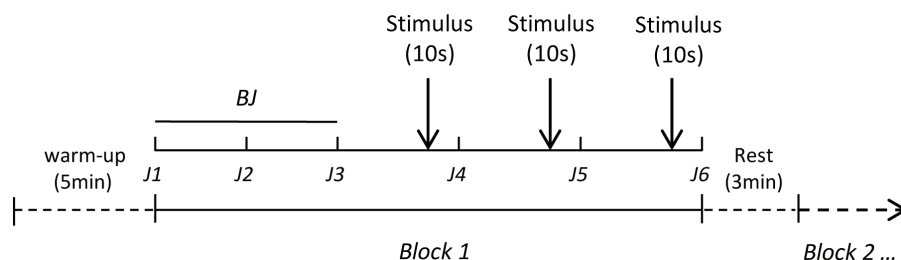 Stimulus
(10s)
Stimulus
(10s)
Stimulus
(10s)
BJ
warm-up
(5min)
J1 J2 J3 J4 J5 J6
Rest
(3min)
Block 1
Block 2 ...